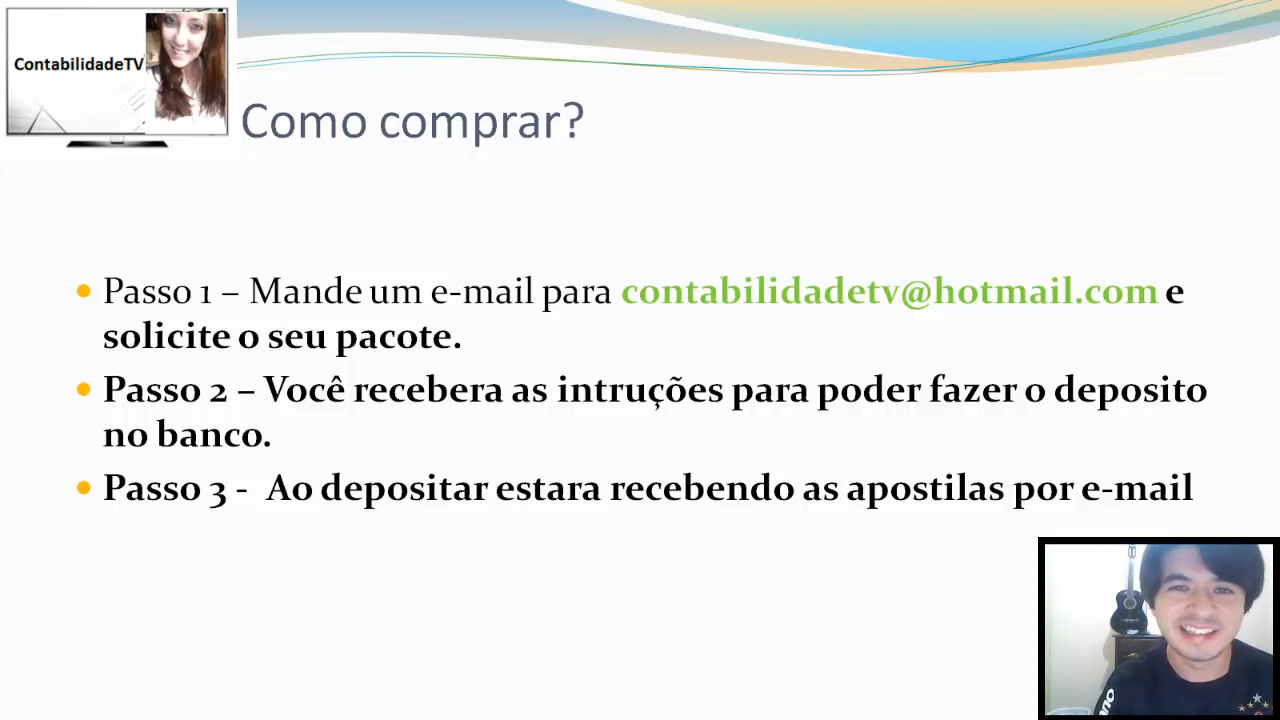 ContabilidadeTV
Como comprar?
Passo 1 – Mande um e-mail para contabilidadetv@hotmail.com e
solicite o seu pacote.
Passo 2 – Você recebera as intruções para poder fazer o deposito
no banco.
Passo 3 - Ao depositar estara recebendo as apostilas por e-mail